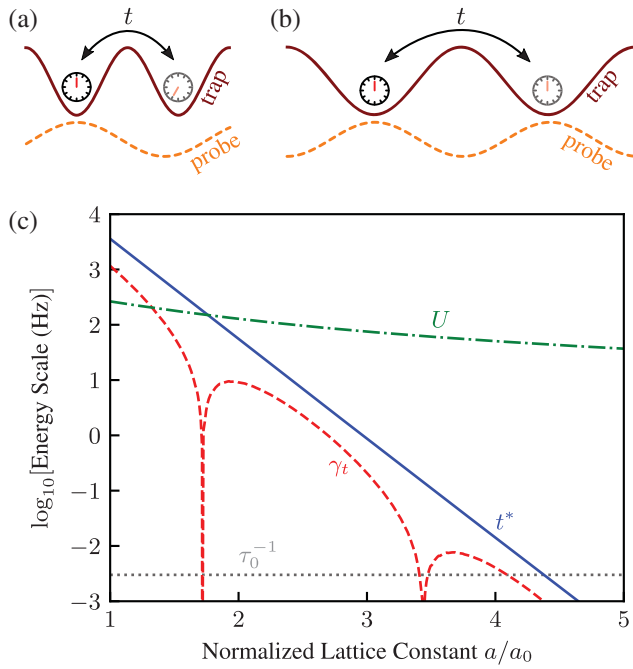 (a)
t
trap
probe
(b)
t
trap
probe
(c)
log₁₀[Energy Scale (Hz)]
4
3
2
1
0
−1
−2
−3
U
γₜ
t*
τ₀⁻¹
1
2
3
4
5
Normalized Lattice Constant a/a₀